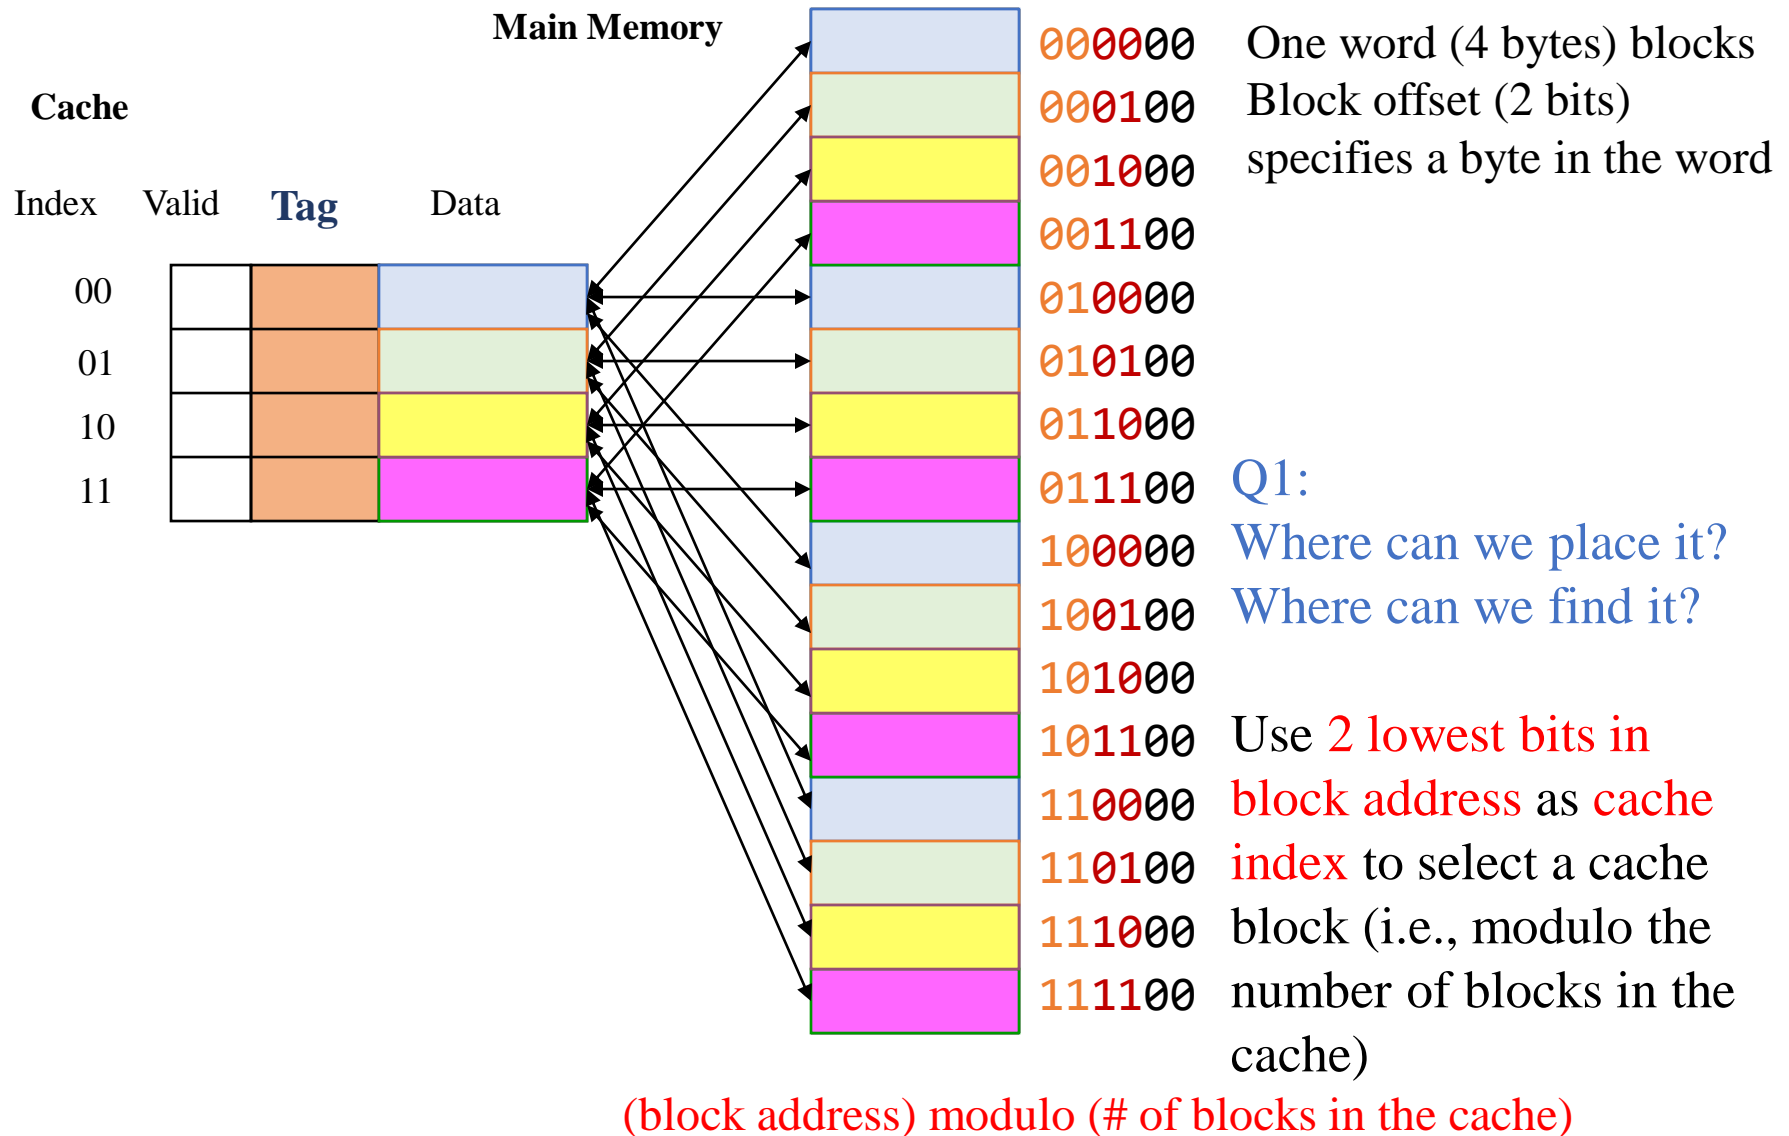 Main Memory
Cache
Index Valid Tag Data
00
01
10
11
000000
000100
001000
001100
010000
010100
011000
011100
100000
100100
101000
101100
110000
110100
111000
111100
One word (4 bytes) blocks
Block offset (2 bits)
specifies a byte in the word
Q1:
Where can we place it?
Where can we find it?
Use 2 lowest bits in
block address as cache
index to select a cache
block (i.e., modulo the
number of blocks in the
cache)
(block address) modulo (# of blocks in the cache)